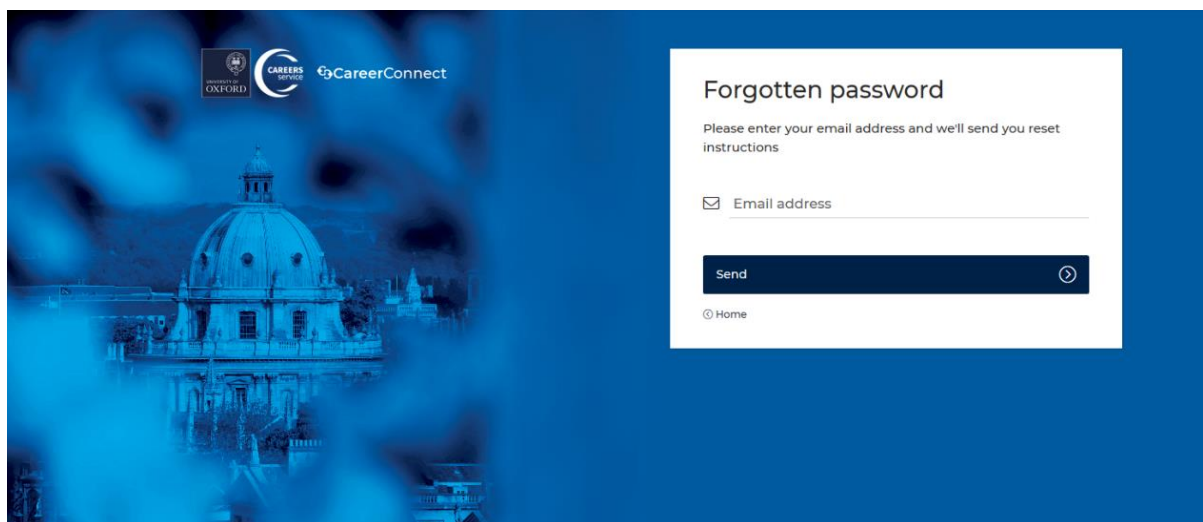 UNIVERSITY OF
OXFORD
CAREERS
service
CareerConnect
Forgotten password
Please enter your email address and we'll send you reset
instructions
Email address
Send
Home